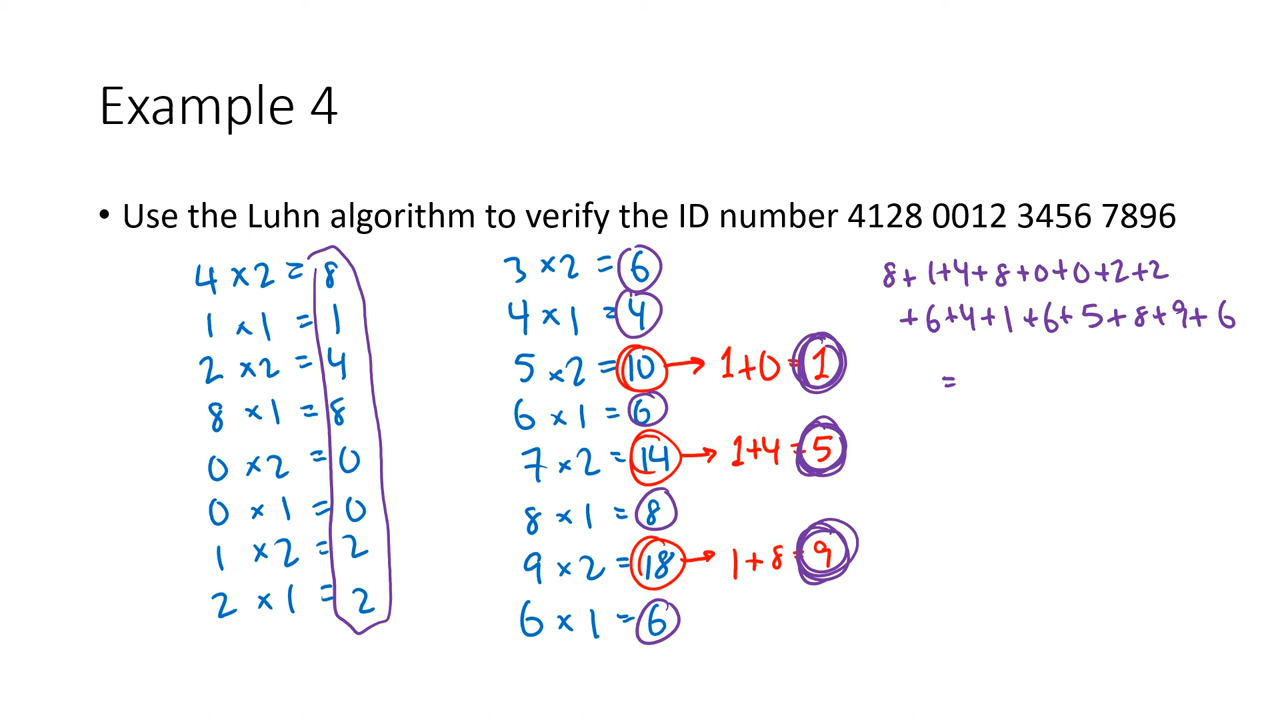 Example 4
• Use the Luhn algorithm to verify the ID number 4128 0012 3456 7896
4 × 2 = 8
1 × 1 = 1
2 × 2 = 4
8 × 1 = 8
0 × 2 = 0
0 × 1 = 0
1 × 2 = 2
2 × 1 = 2
3 × 2 = 6
4 × 1 = 4
5 × 2 = 10 → 1+0 = 1
6 × 1 = 6
7 × 2 = 14 → 1+4 = 5
8 × 1 = 8
9 × 2 = 18 → 1+8 = 9
6 × 1 = 6
8+1+4+8+0+0+2+2
+6+4+1+6+5+8+9+6
=